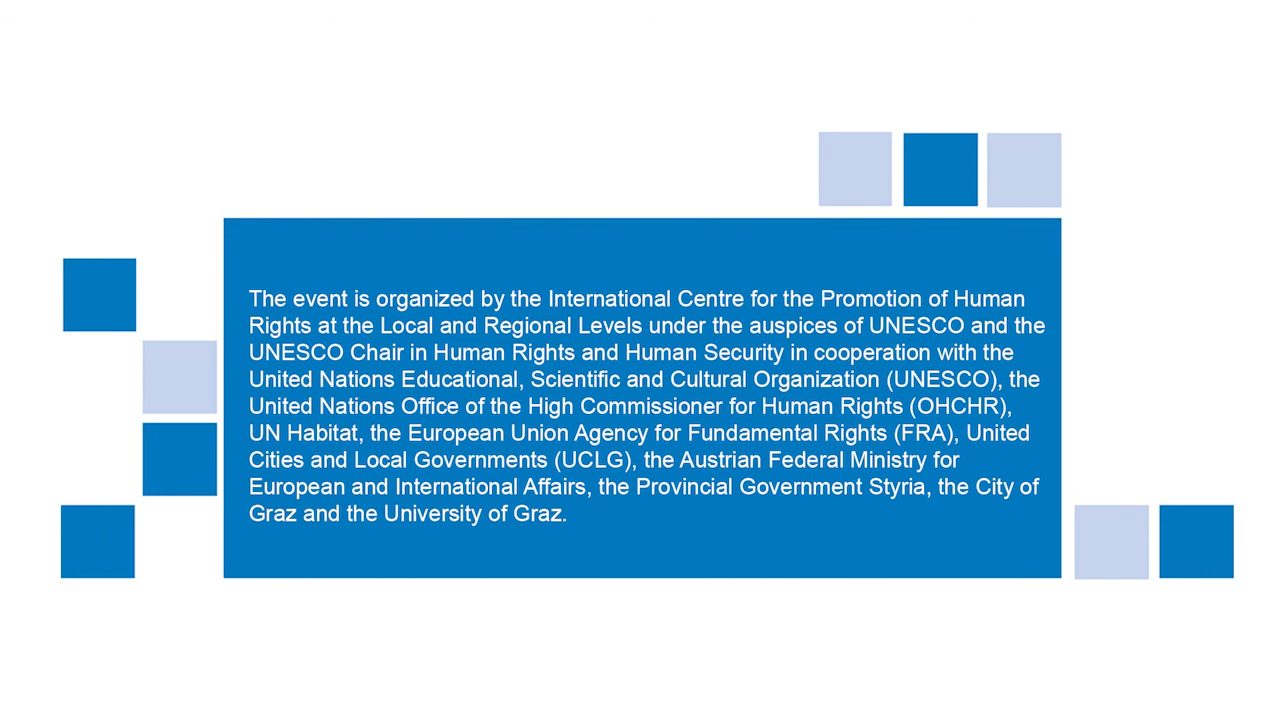 The event is organized by the International Centre for the Promotion of Human
Rights at the Local and Regional Levels under the auspices of UNESCO and the
UNESCO Chair in Human Rights and Human Security in cooperation with the
United Nations Educational, Scientific and Cultural Organization (UNESCO), the
United Nations Office of the High Commissioner for Human Rights (OHCHR),
UN Habitat, the European Union Agency for Fundamental Rights (FRA), United
Cities and Local Governments (UCLG), the Austrian Federal Ministry for
European and International Affairs, the Provincial Government Styria, the City of
Graz and the University of Graz.